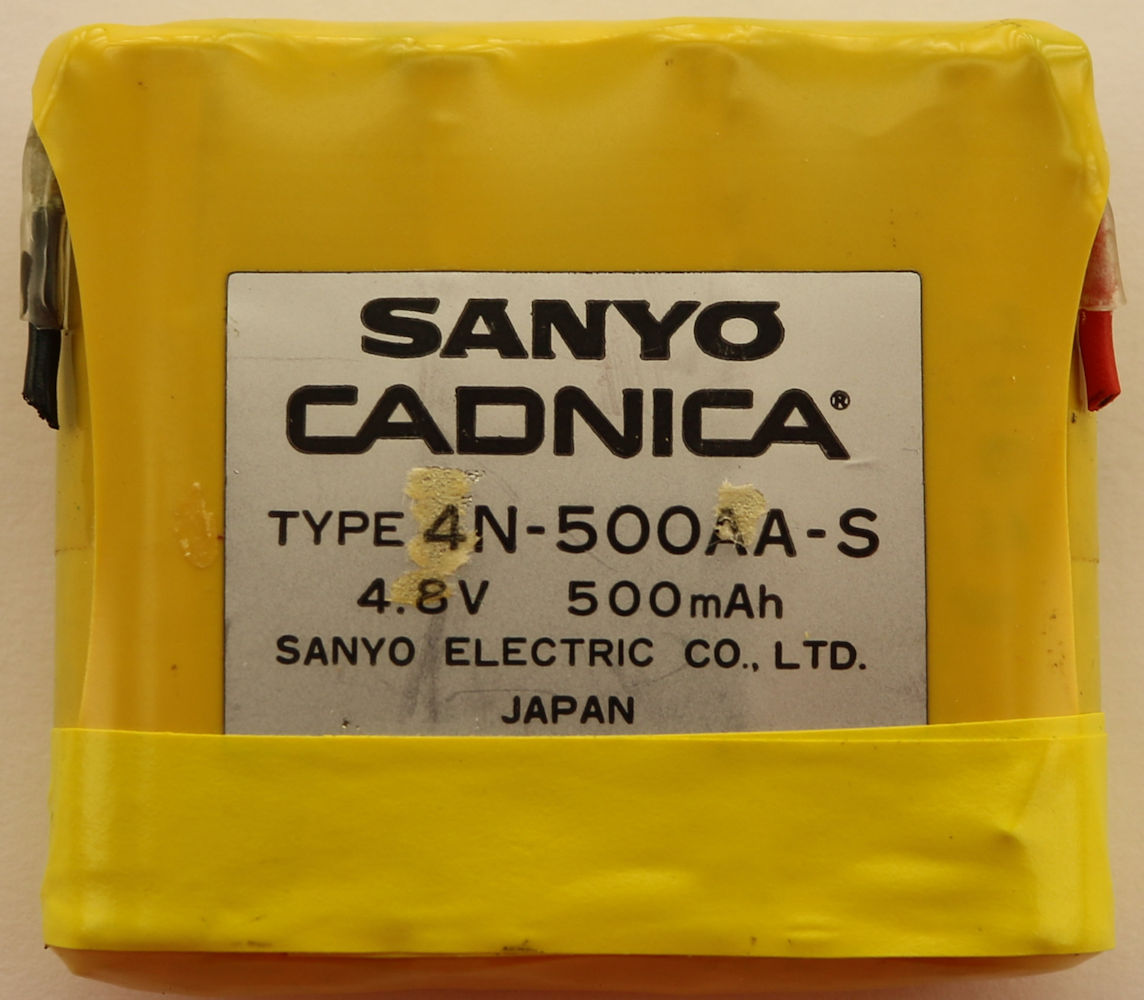 SANYO
CADNICA®
TYPE 4N-500AA-S
4.8V 500mAh
SANYO ELECTRIC CO., LTD.
JAPAN